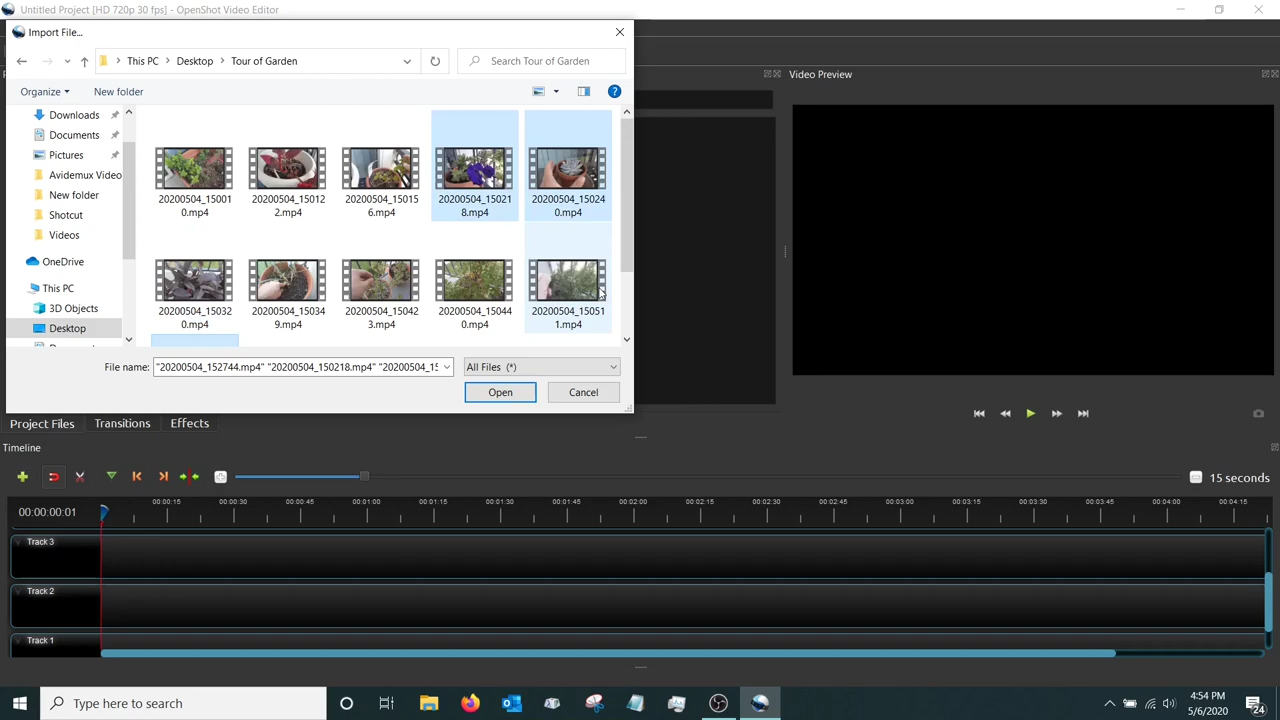 Untitled Project [HD 720p 30 fps] - OpenShot Video Editor
Import File...
This PC
Desktop
Tour of Garden
Search Tour of Garden
Video Preview
Organize
New folder
Downloads
Documents
Pictures
Avidemux Video
New folder
Shotcut
Videos
OneDrive
This PC
3D Objects
Desktop
20200504_15001
0.mp4
20200504_15012
2.mp4
20200504_15015
6.mp4
20200504_15021
8.mp4
20200504_15024
0.mp4
20200504_15032
0.mp4
20200504_15034
9.mp4
20200504_15042
3.mp4
20200504_15044
0.mp4
20200504_15051
1.mp4
File name:
"20200504_152744.mp4" "20200504_150218.mp4" "20200504_15
All Files (*)
Open
Cancel
Project Files
Transitions
Effects
Timeline
15 seconds
00:00:00:01
00:00:15
00:00:30
00:00:45
00:01:00
00:01:15
00:01:30
00:01:45
00:02:00
00:02:15
00:02:30
00:02:45
00:03:00
00:03:15
00:03:30
00:03:45
00:04:00
00:04:15
Track 3
Track 2
Track 1
Type here to search
4:54 PM
5/6/2020
24